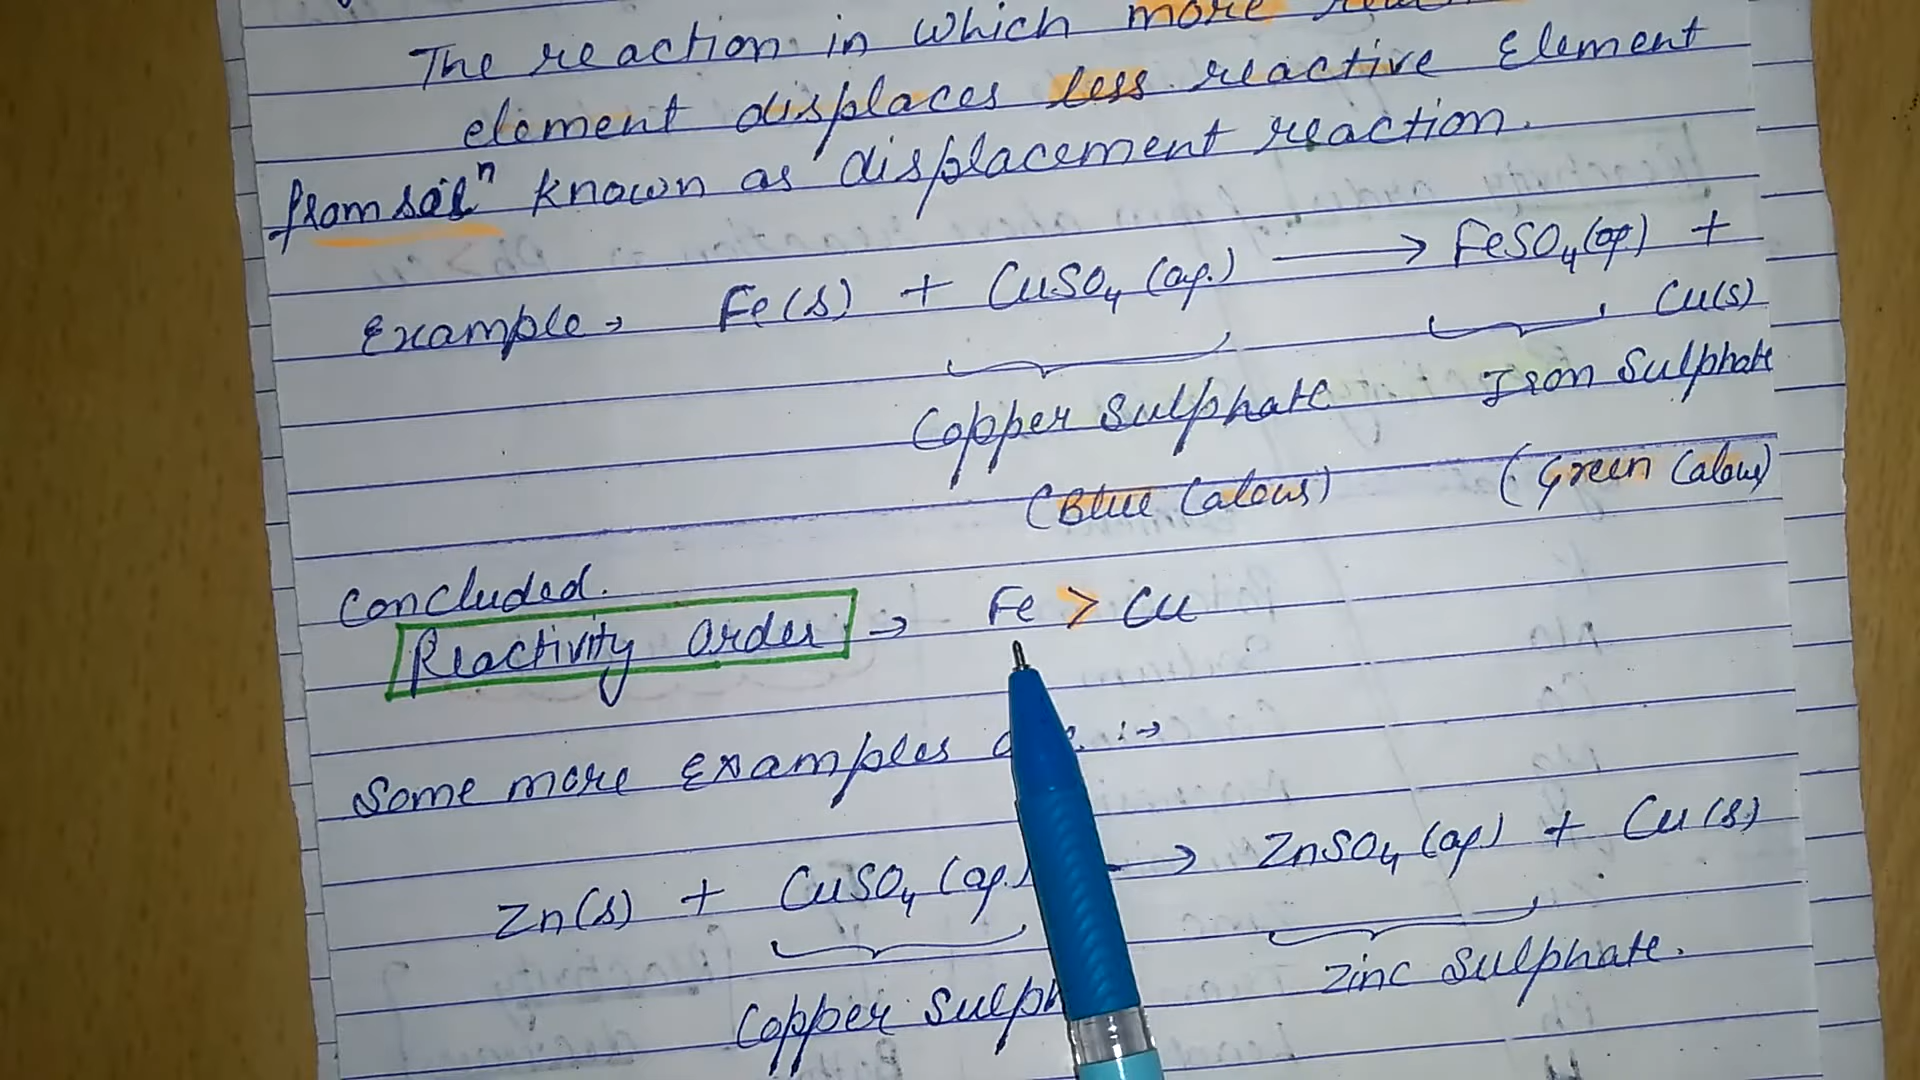 The reaction in which more
element displaces less reactive Element
from solⁿ known as displacement reaction.
Example → Fe(s) + CuSO₄(aq.) → FeSO₄(aq) +
Cu(s)
Copper Sulphate Iron Sulphate
(Blue Colour) (Green Colour)
Concluded.
Reactivity Order → Fe > Cu
Some more Examples :→
Zn(s) + CuSO₄(aq.) → ZnSO₄(aq) + Cu(s)
Copper Sulph Zinc Sulphate.